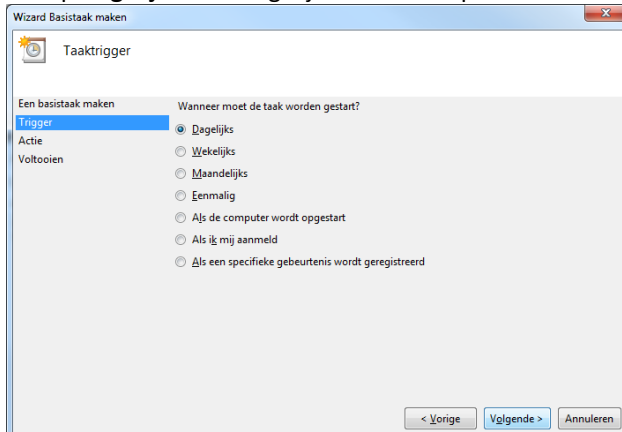 Wizard Basistaak maken
Taaktrigger
Een basistaak maken
Trigger
Actie
Voltooien
Wanneer moet de taak worden gestart?
Dagelijks
Wekelijks
Maandelijks
Eenmalig
Als de computer wordt opgestart
Als ik mij aanmeld
Als een specifieke gebeurtenis wordt geregistreerd
< Vorige
Volgende >
Annuleren